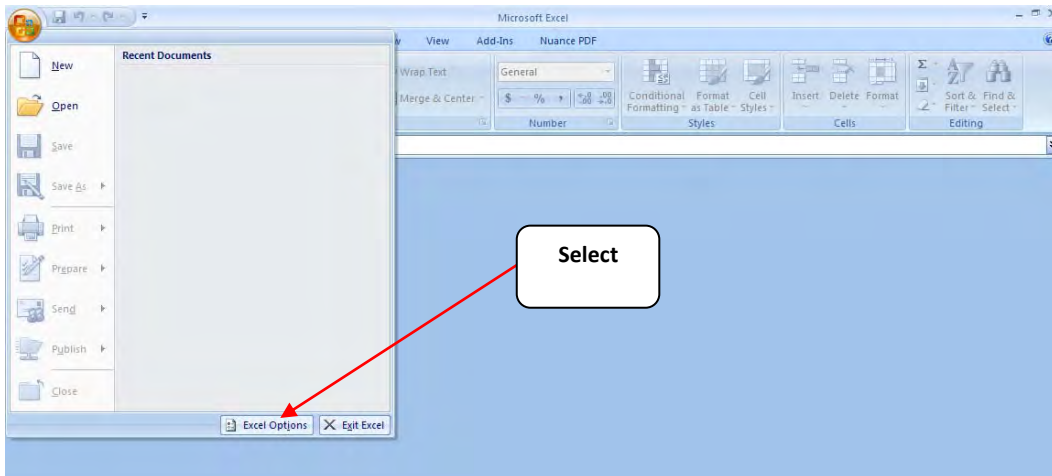 Microsoft Excel
View Add-Ins Nuance PDF
Recent Documents
New
Open
Save
Save As
Print
Prepare
Send
Publish
Close
Excel Options
Exit Excel
Wrap Text
Merge & Center
General
$ % ,
Number
Conditional Formatting
Format as Table
Cell Styles
Styles
Insert Delete Format
Cells
Σ
Sort & Filter
Find & Select
Editing
Select